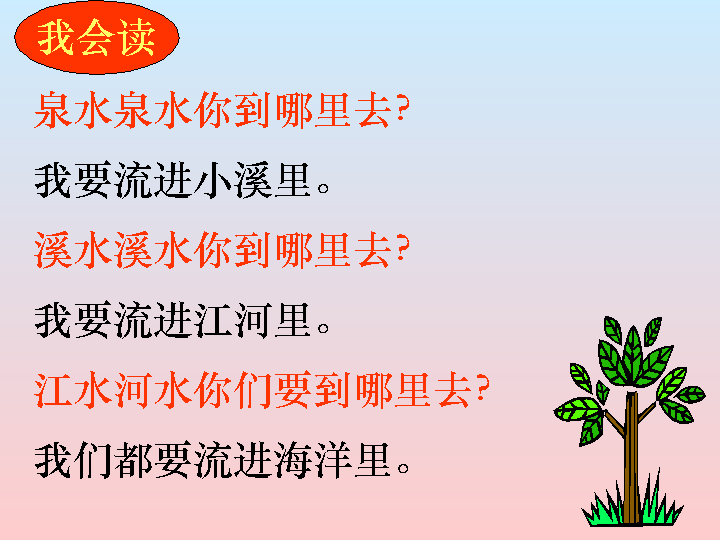 我会读
泉水泉水你到哪里去?
我要流进小溪里。
溪水溪水你到哪里去?
我要流进江河里。
江水河水你们要到哪里去?
我们都要流进海洋里。